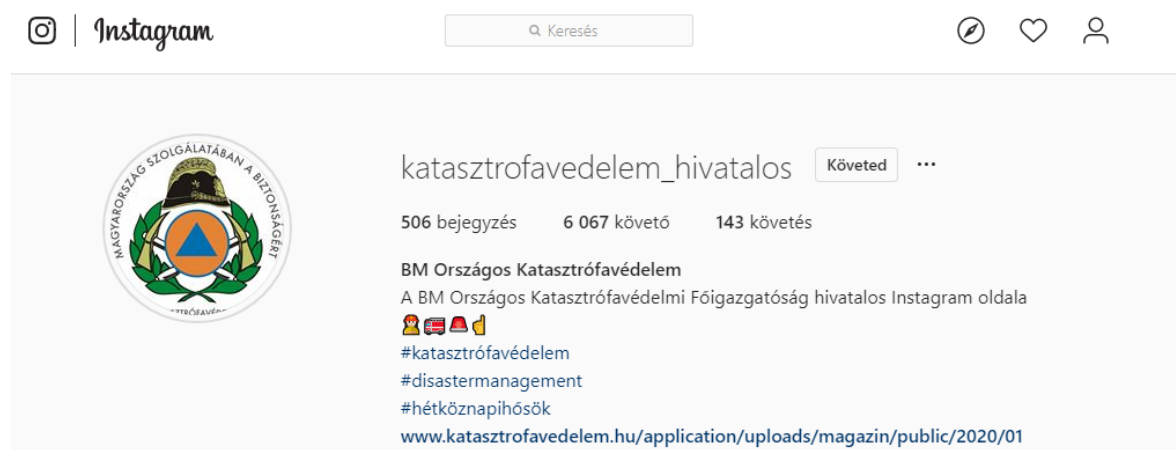 Instagram
Keresés
MAGYARORSZÁG SZOLGÁLATÁBAN A BIZTONSÁGÉRT
katasztrofavedelem_hivatalos Követed ...
506 bejegyzés 6 067 követő 143 követés
BM Országos Katasztrófavédelem
A BM Országos Katasztrófavédelmi Főigazgatóság hivatalos Instagram oldala
#katasztrófavédelem
#disastermanagement
#hétköznapihősök
www.katasztrofavedelem.hu/application/uploads/magazin/public/2020/01